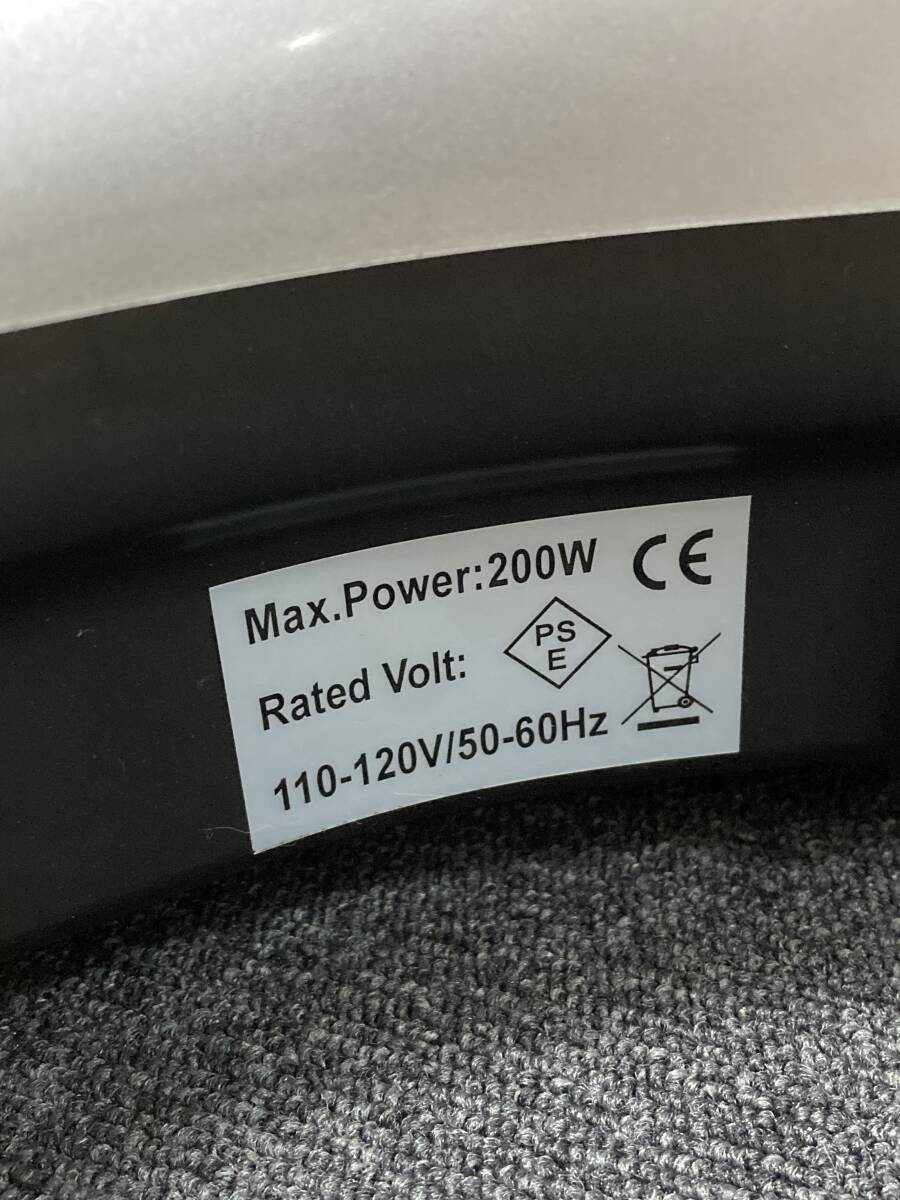 Max.Power:200W CE
Rated Volt: PS
E
110-120V/50-60Hz